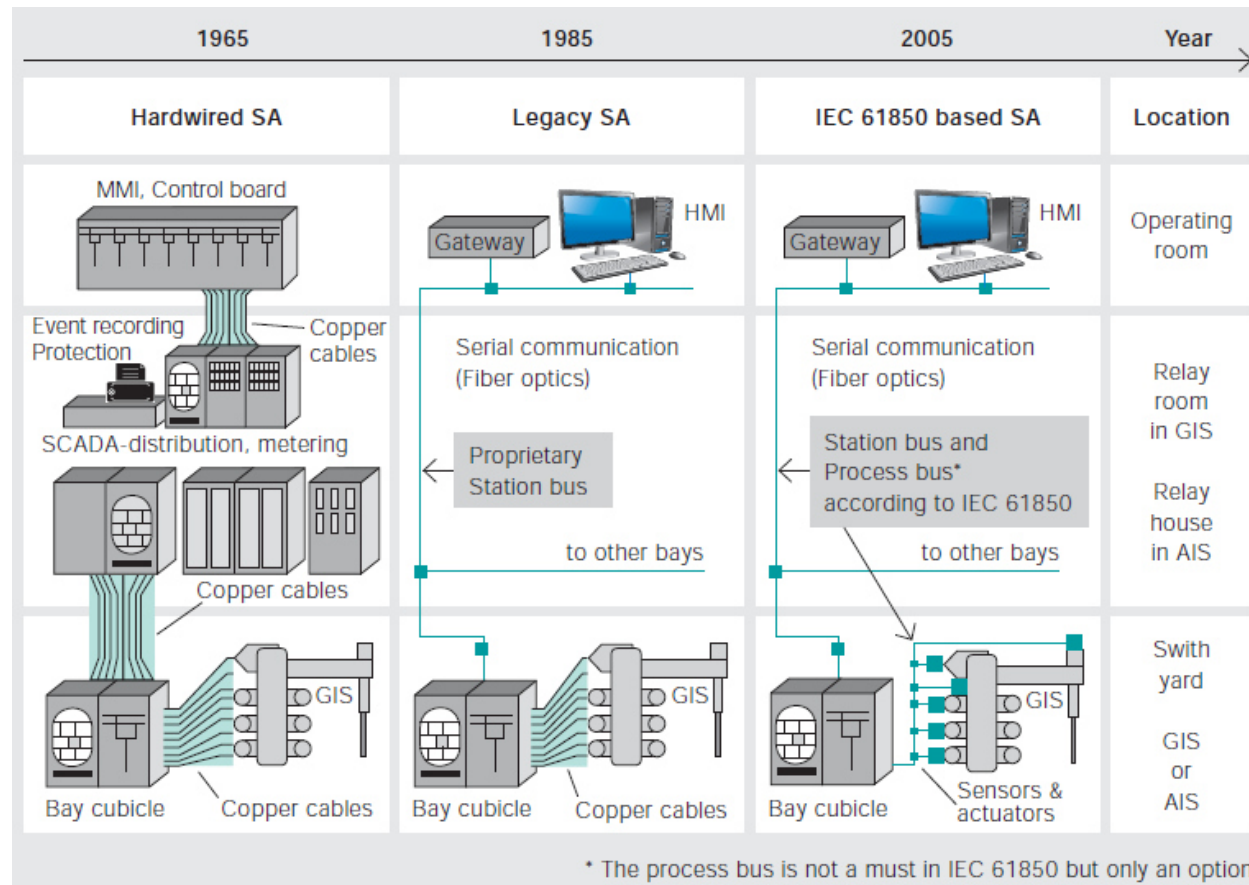 1965
1985
2005
Year
Hardwired SA
Legacy SA
IEC 61850 based SA
Location
MMI, Control board
Gateway
HMI
Gateway
HMI
Operating
room
Event recording
Protection
Copper
cables
SCADA-distribution, metering
Copper cables
Serial communication
(Fiber optics)
Proprietary
Station bus
to other bays
Serial communication
(Fiber optics)
Station bus and
Process bus*
according to IEC 61850
to other bays
Relay
room
in GIS
Relay
house
in AIS
GIS
Bay cubicle
Copper cables
GIS
Bay cubicle
Copper cables
GIS
Bay cubicle
Sensors &
actuators
Swith
yard
GIS
or
AIS
* The process bus is not a must in IEC 61850 but only an option